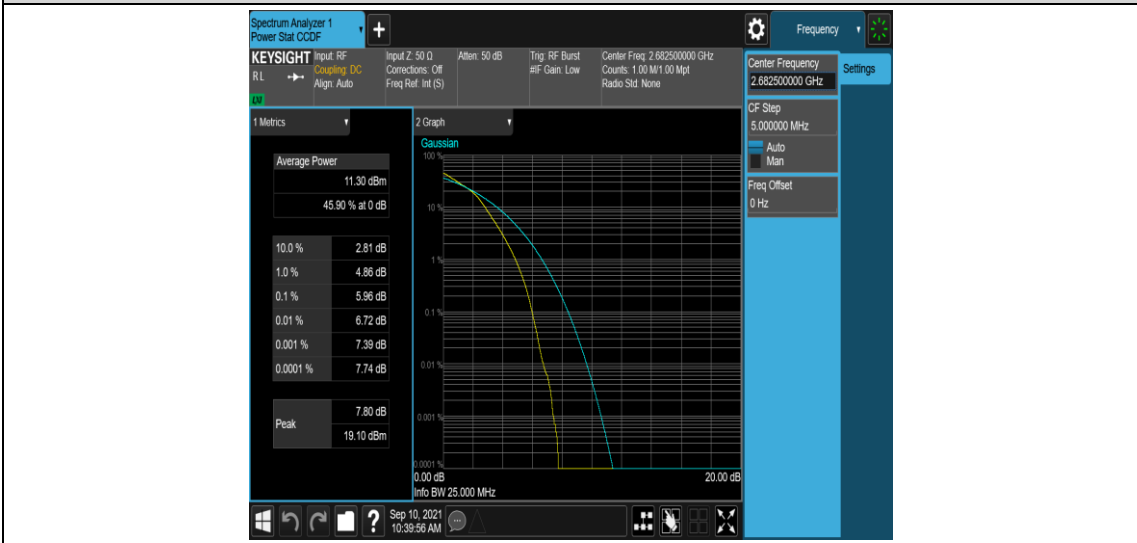 Spectrum Analyzer 1
Power Stat CCDF
+
Frequency
KEYSIGHT
R L
LXI
Input: RF
Coupling: DC
Align: Auto
Input Z: 50 Ω
Corrections: Off
Freq Ref: Int (S)
Atten: 50 dB
Trig: RF Burst
#IF Gain: Low
Center Freq: 2.682500000 GHz
Counts: 1.00 M/1.00 Mpt
Radio Std: None
Center Frequency
2.682500000 GHz
Settings
CF Step
5.000000 MHz
Auto
Man
Freq Offset
0 Hz
1 Metrics
Average Power
11.30 dBm
45.90 % at 0 dB
10.0 % 2.81 dB
1.0 % 4.86 dB
0.1 % 5.96 dB
0.01 % 6.72 dB
0.001 % 7.39 dB
0.0001 % 7.74 dB
Peak 7.80 dB
19.10 dBm
2 Graph
Gaussian
100 %
10 %
1 %
0.1 %
0.01 %
0.001 %
0.0001 %
0.00 dB 20.00 dB
Info BW 25.000 MHz
?
Sep 10, 2021
10:39:56 AM